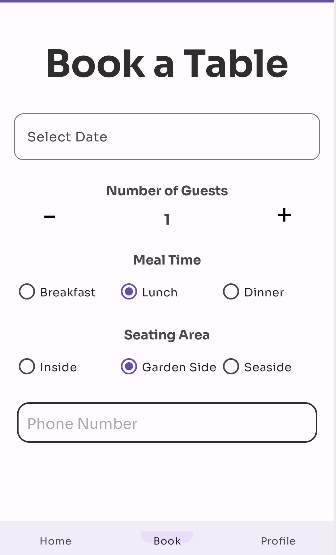 Book a Table
Select Date
Number of Guests
- 1 +
Meal Time
Breakfast Lunch Dinner
Seating Area
Inside Garden Side Seaside
Phone Number
Home Book Profile